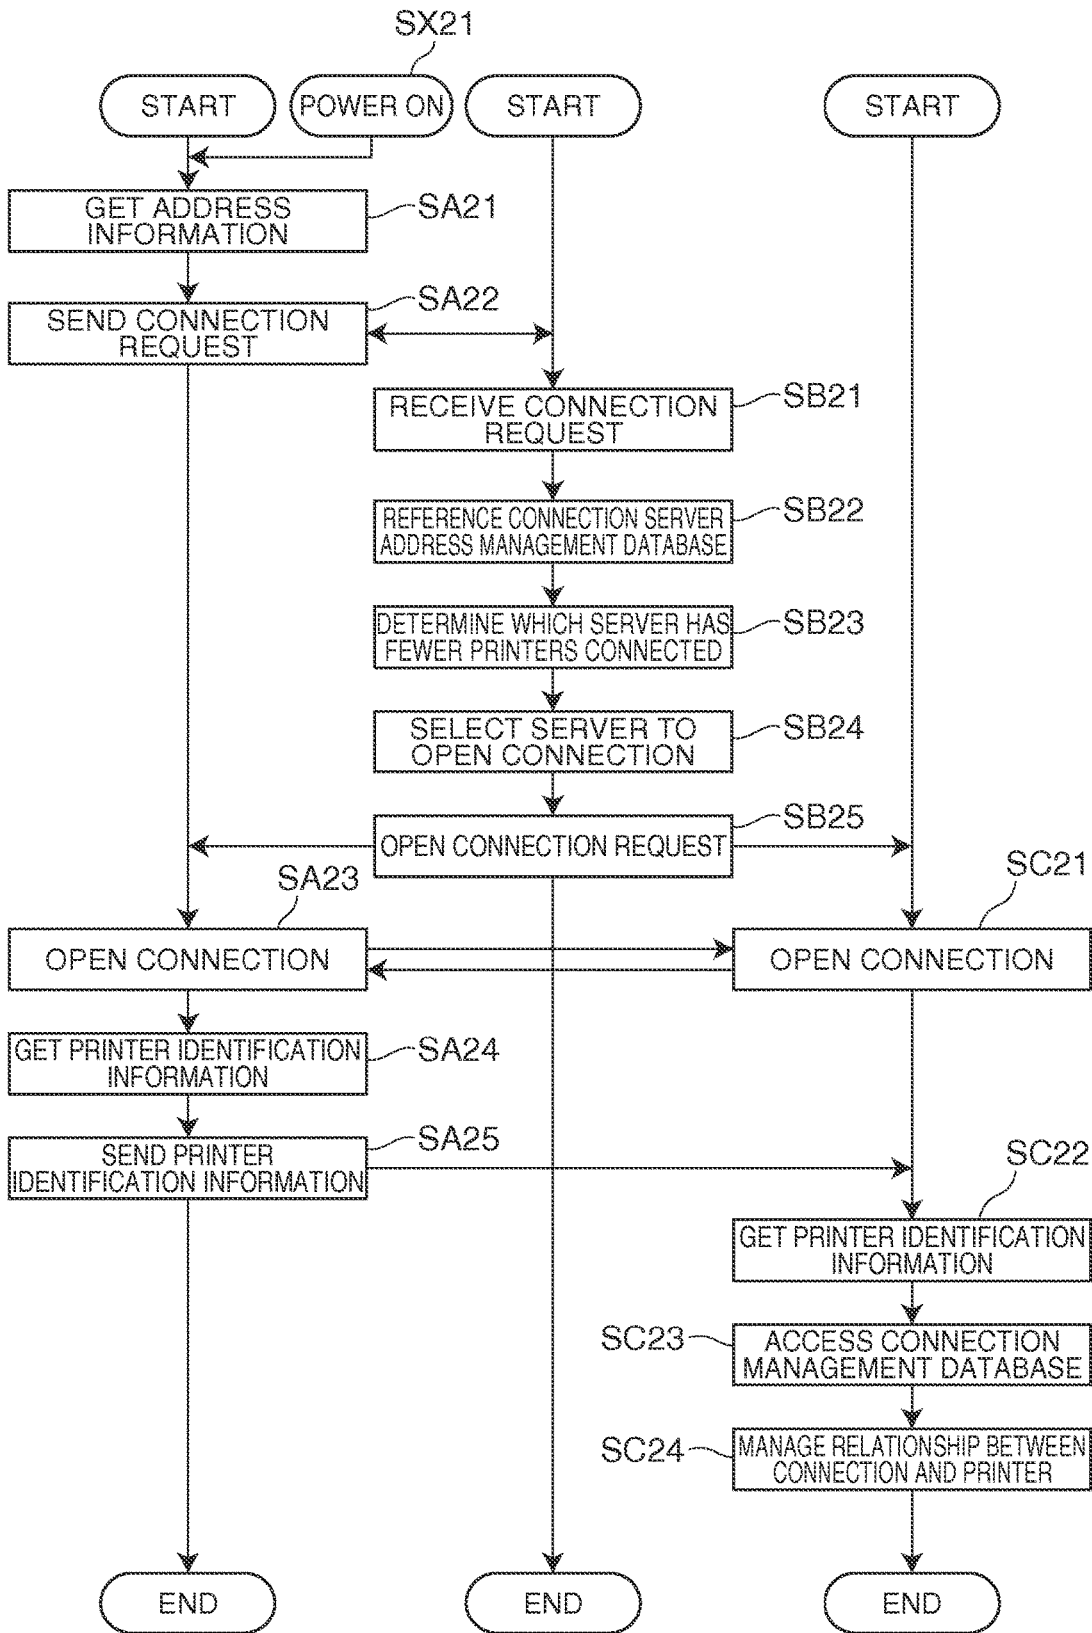 SX21
START
POWER ON
START
START
GET ADDRESS
INFORMATION
SA21
SEND CONNECTION
REQUEST
SA22
RECEIVE CONNECTION
REQUEST
SB21
REFERENCE CONNECTION SERVER
ADDRESS MANAGEMENT DATABASE
SB22
DETERMINE WHICH SERVER HAS
FEWER PRINTERS CONNECTED
SB23
SELECT SERVER TO
OPEN CONNECTION
SB24
OPEN CONNECTION REQUEST
SB25
SA23
SC21
OPEN CONNECTION
OPEN CONNECTION
GET PRINTER IDENTIFICATION
INFORMATION
SA24
SEND PRINTER
IDENTIFICATION INFORMATION
SA25
SC22
GET PRINTER IDENTIFICATION
INFORMATION
SC23
ACCESS CONNECTION
MANAGEMENT DATABASE
SC24
MANAGE RELATIONSHIP BETWEEN
CONNECTION AND PRINTER
END
END
END